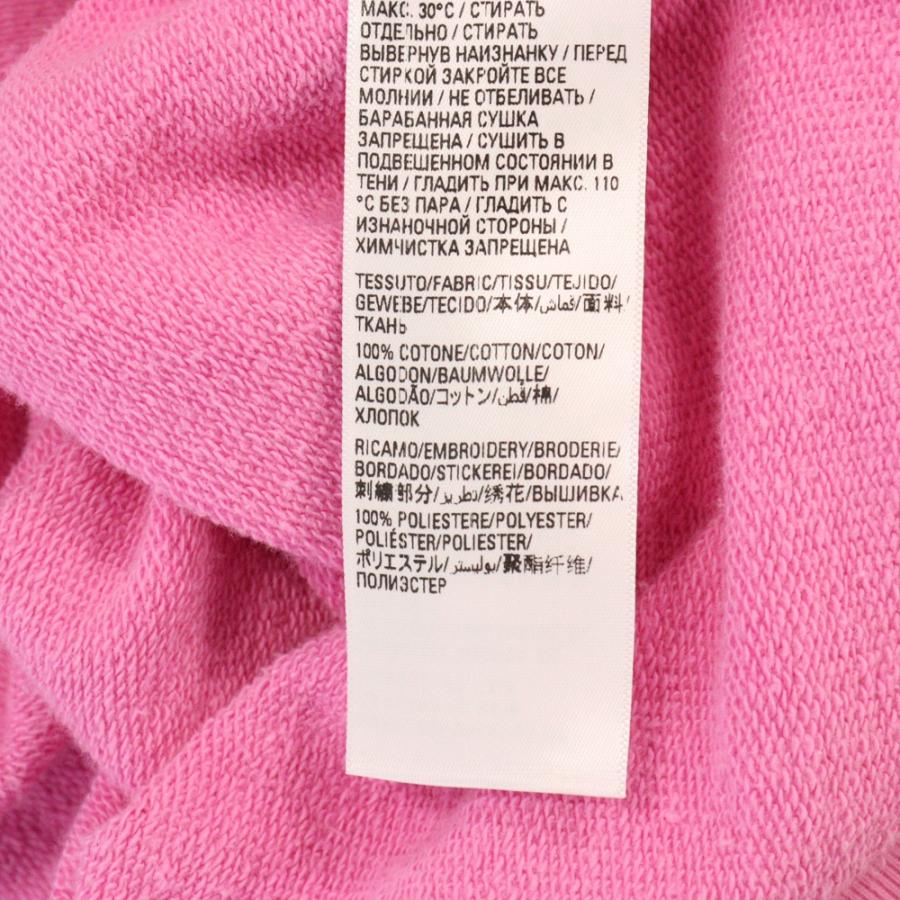 МАКС. 30°C / СТИРАТЬ
ОТДЕЛЬНО / СТИРАТЬ
ВЫВЕРНУВ НАИЗНАНКУ / ПЕРЕД
СТИРКОЙ ЗАКРОЙТЕ ВСЕ
МОЛНИИ / НЕ ОТБЕЛИВАТЬ /
БАРАБАННАЯ СУШКА
ЗАПРЕЩЕНА / СУШИТЬ В
ПОДВЕШЕННОМ СОСТОЯНИИ В
ТЕНИ / ГЛАДИТЬ ПРИ МАКС. 110
°C БЕЗ ПАРА / ГЛАДИТЬ С
ИЗНАНОЧНОЙ СТОРОНЫ /
ХИМЧИСТКА ЗАПРЕЩЕНА
TESSUTO/FABRIC/TISSU/TEJIDO/
GEWEBE/TECIDO/本体/قماش/面料/
ТКАНЬ
100% COTONE/COTTON/COTON/
ALGODON/BAUMWOLLE/
ALGODÃO/コットン/قطن/棉/
ХЛОПОК
RICAMO/EMBROIDERY/BRODERIE/
BORDADO/STICKEREI/BORDADO/
刺繍部分/تطريز/绣花/ВЫШИВКА
100% POLIESTERE/POLYESTER/
POLIÉSTER/POLIESTER/
ポリエステル/بوليستر/聚酯纤维/
ПОЛИЭСТЕР